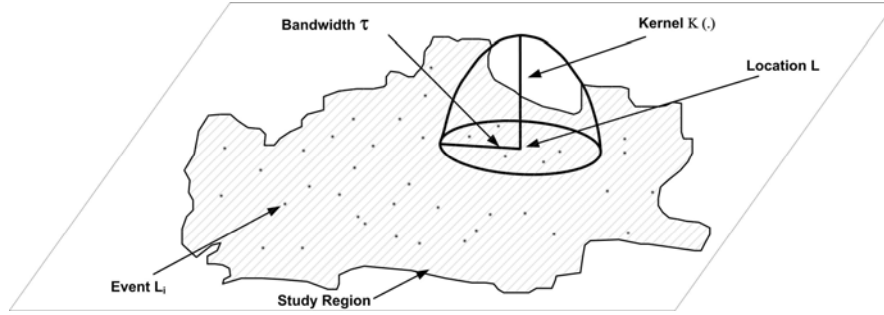 Bandwidth τ
Kernel K (.)
Location L
Event Lᵢ
Study Region